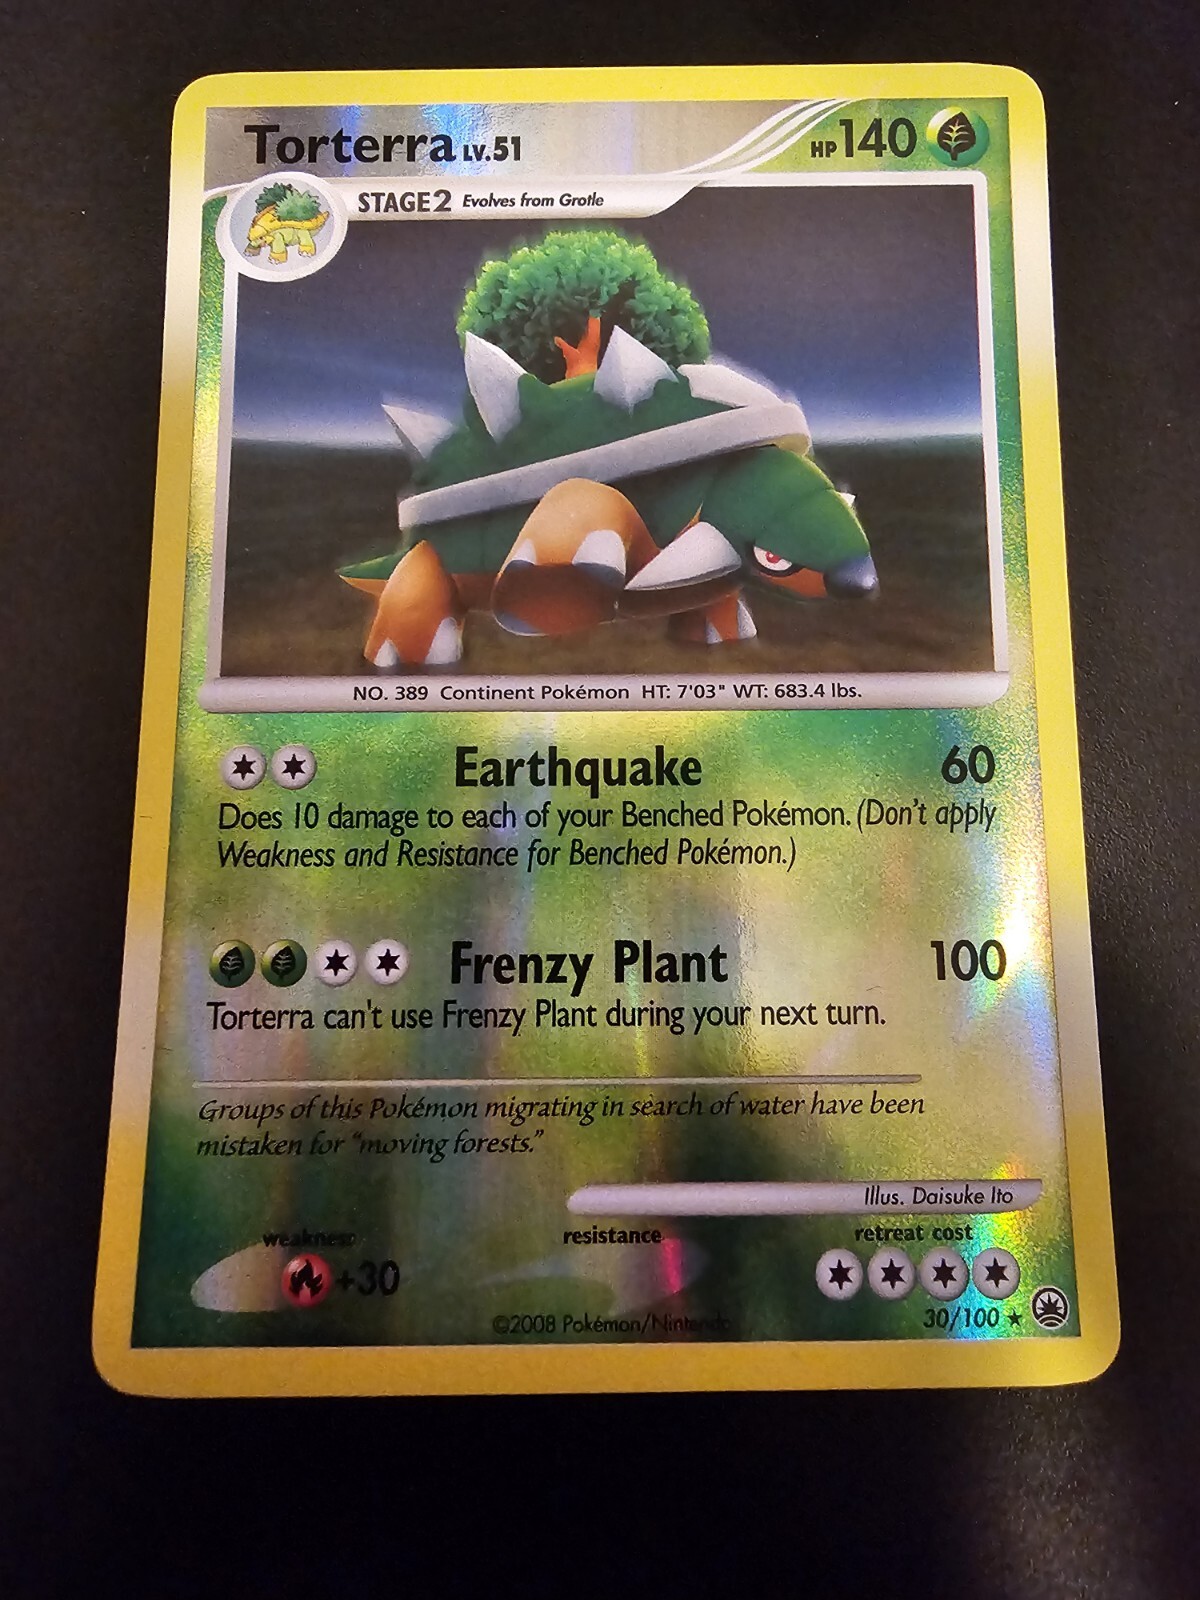 Torterra LV.51 HP 140
STAGE2 Evolves from Grotle
NO. 389 Continent Pokémon HT: 7'03" WT: 683.4 lbs.
Earthquake 60
Does 10 damage to each of your Benched Pokémon. (Don't apply
Weakness and Resistance for Benched Pokémon.)
Frenzy Plant 100
Torterra can't use Frenzy Plant during your next turn.
Groups of this Pokémon migrating in search of water have been
mistaken for “moving forests.”
Illus. Daisuke Ito
weakness resistance retreat cost
+30
©2008 Pokémon/Nintendo 30/100 ★